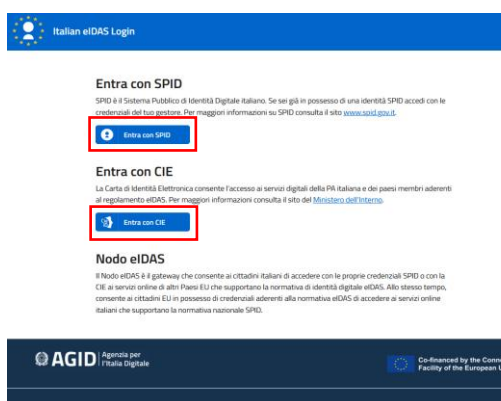 Italian eIDAS Login
Entra con SPID
SPID è il Sistema Pubblico di Identità Digitale italiano. Se sei già in possesso di una identità SPID accedi con le
credenziali del tuo gestore. Per maggiori informazioni su SPID consulta il sito www.spid.gov.it.
Entra con SPID
Entra con CIE
La Carta di Identità Elettronica consente l'accesso ai servizi digitali della PA italiana e dei paesi membri aderenti
al regolamento eIDAS. Per maggiori informazioni consulta il sito del Ministero dell'Interno.
Entra con CIE
Nodo eIDAS
Il Nodo eIDAS è il gateway che consente ai cittadini italiani di accedere con le proprie credenziali SPID o con la
CIE ai servizi online di altri Paesi EU che supportano la normativa di identità digitale eIDAS. Allo stesso tempo,
consente ai cittadini EU in possesso di credenziali aderenti alla normativa eIDAS di accedere ai servizi online
italiani che supportano la normativa nazionale SPID.
AGID Agenzia per
l'Italia Digitale
Co-financed by the Conne
Facility of the European U